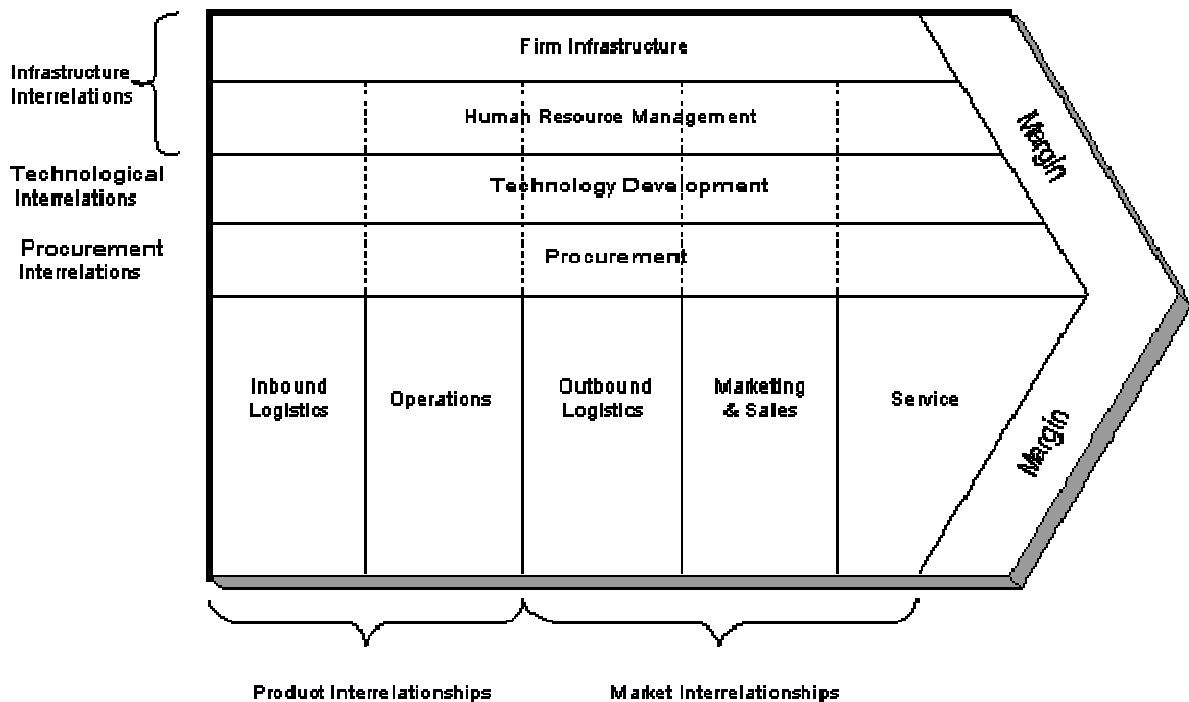 Firm Infrastructure
Infrastructure
Interrelations
Human Resource Management
Margin
Technological
Interrelations
Technology Development
Procurement
Interrelations
Procurement
Inbound
Logistics
Operations
Outbound
Logistics
Marketing
& Sales
Service
Margin
Product Interrelationships
Market Interrelationships